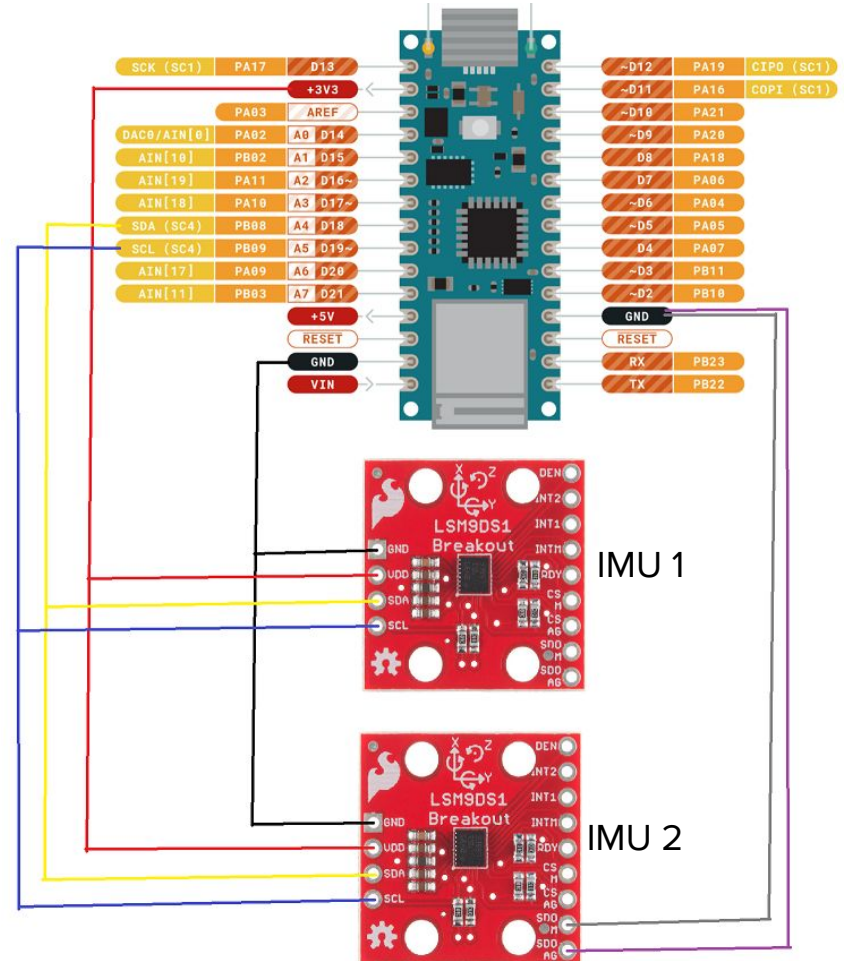 SCK (SC1) PA17 D13
+3V3
PA03 AREF
DAC0/AIN[0] PA02 A0 D14
AIN[10] PB02 A1 D15
AIN[19] PA11 A2 D16~
AIN[18] PA10 A3 D17~
SDA (SC4) PB08 A4 D18
SCL (SC4) PB09 A5 D19~
AIN[17] PA09 A6 D20
AIN[11] PB03 A7 D21
+5V
RESET
GND
VIN
~D12 PA19 CIPO (SC1)
~D11 PA16 COPI (SC1)
~D10 PA21
~D9 PA20
D8 PA18
D7 PA06
~D6 PA04
~D5 PA05
D4 PA07
~D3 PB11
~D2 PB10
GND
RESET
RX PB23
TX PB22
X Z
Y
LSM9DS1
Breakout
GND
VDD
SDA
SCL
DEN
INT2
INT1
INTM
RDY
CS
M
CS
AG
SDO
M
SDO
AG
IMU 1
X Z
Y
LSM9DS1
Breakout
GND
VDD
SDA
SCL
DEN
INT2
INT1
INTM
RDY
CS
M
CS
AG
SDO
M
SDO
AG
IMU 2